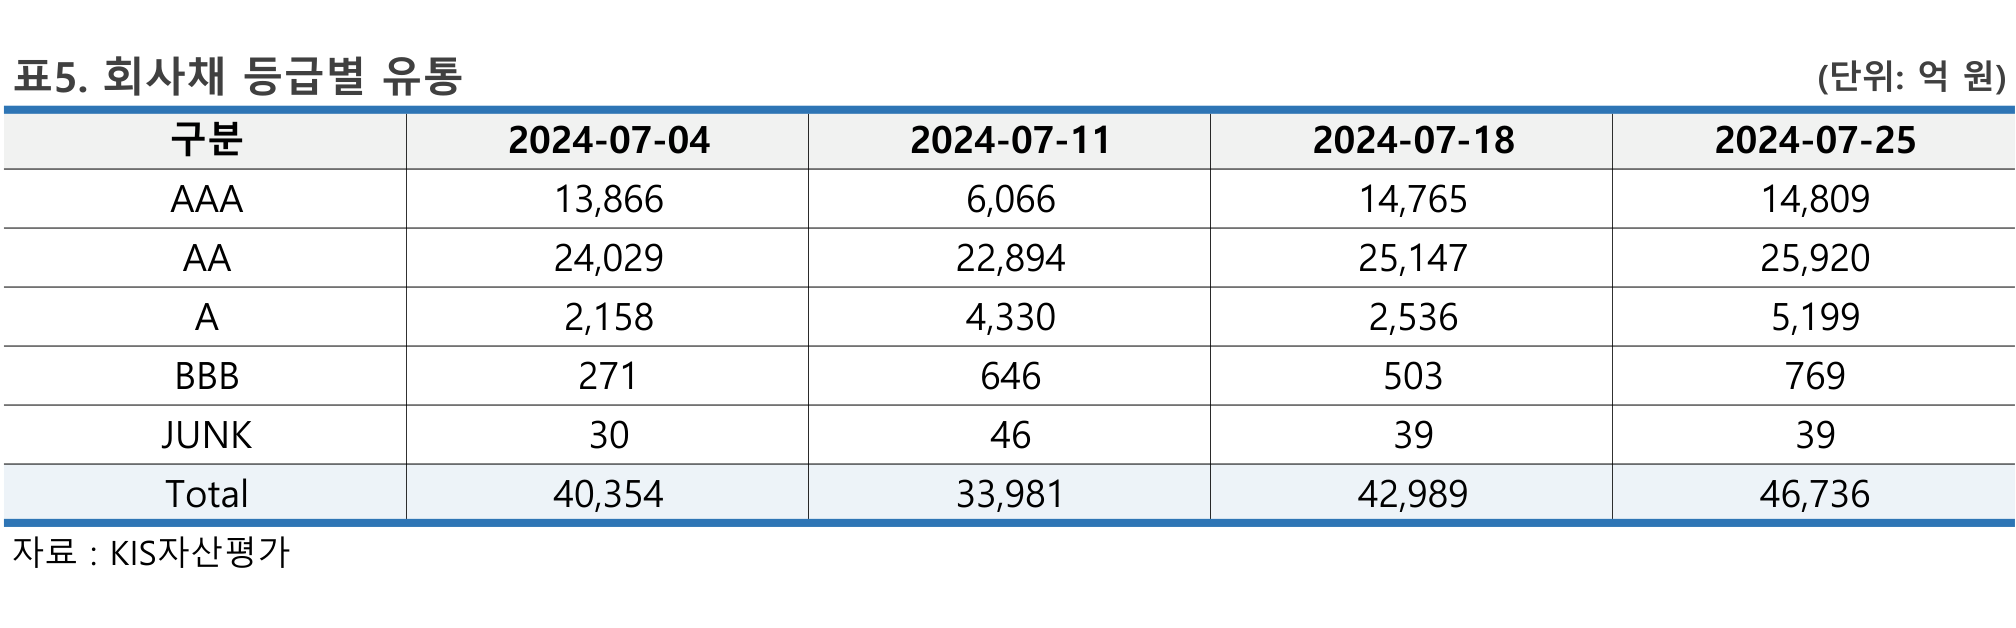 표5. 회사채 등급별 유통 (단위: 억 원)
구분 2024-07-04 2024-07-11 2024-07-18 2024-07-25
AAA 13,866 6,066 14,765 14,809
AA 24,029 22,894 25,147 25,920
A 2,158 4,330 2,536 5,199
BBB 271 646 503 769
JUNK 30 46 39 39
Total 40,354 33,981 42,989 46,736
자료 : KIS자산평가